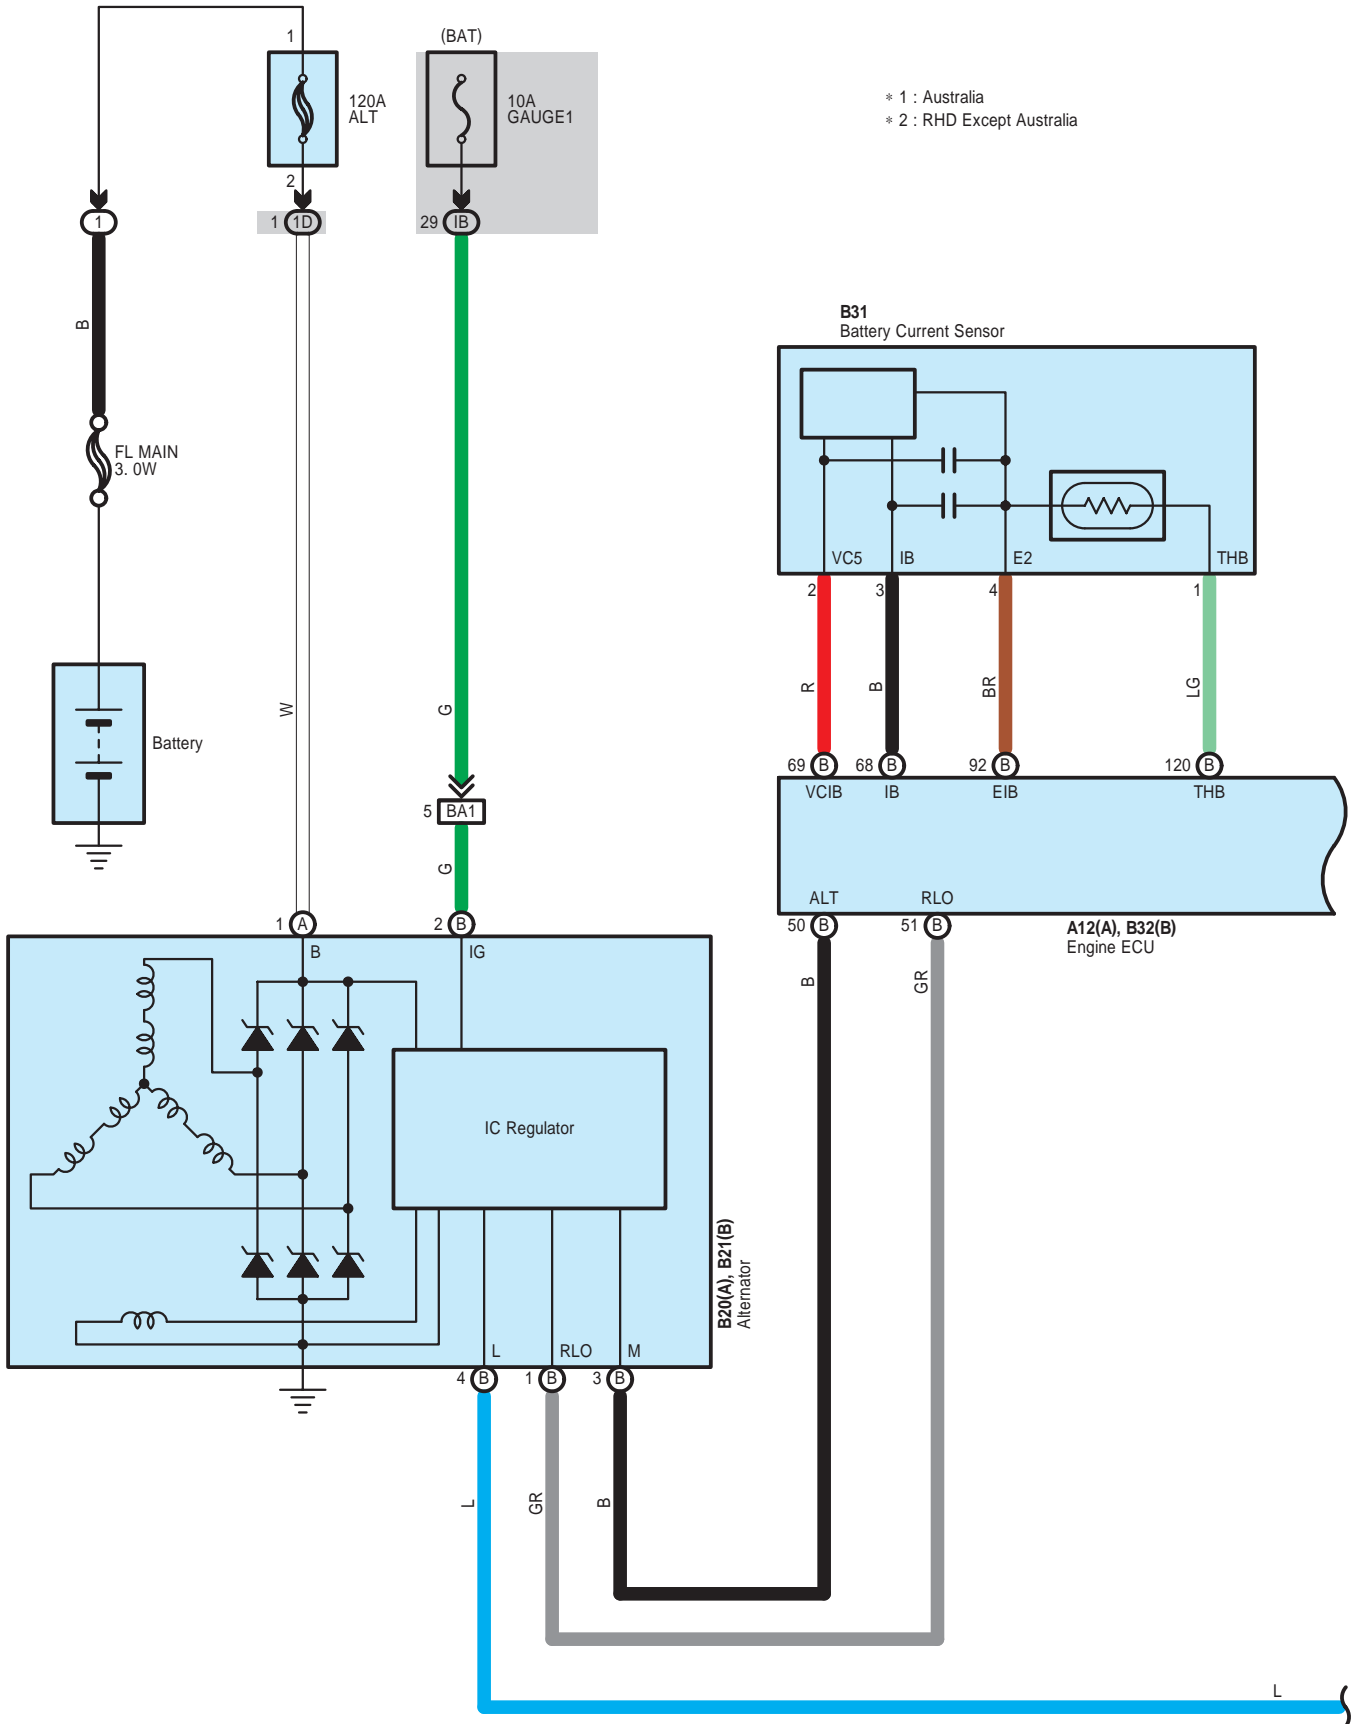 1
(BAT)
120A
ALT
10A
GAUGE1
∗ 1 : Australia
∗ 2 : RHD Except Australia
2
1
1 1D
29 IB
B31
Battery Current Sensor
B
FL MAIN
3. 0W
VC5 IB E2 THB
2 3 4 1
R B BR LG
W
G
Battery
69 B 68 B 92 B 120 B
VCIB IB EIB THB
5 BA1
G
ALT RLO
1 A 2 B
50 B 51 B
A12(A), B32(B)
Engine ECU
B IG
B GR
IC Regulator
B20(A), B21(B)
Alternator
L RLO M
4 B 1 B 3 B
L GR B
L